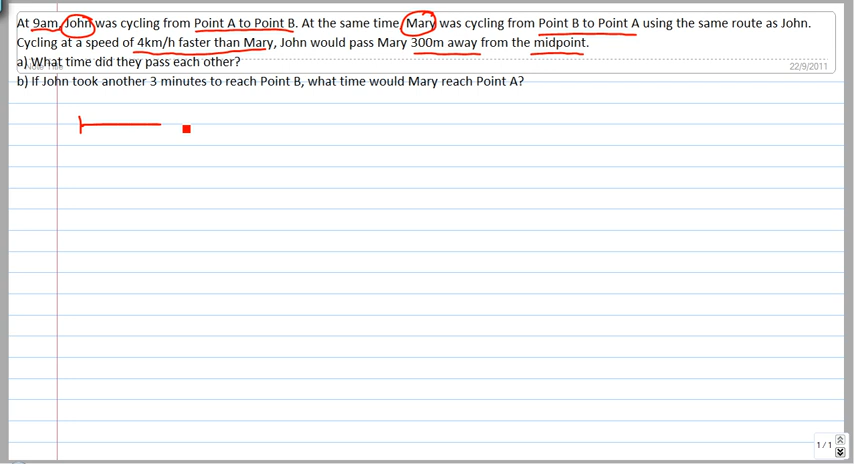 At 9am, John was cycling from Point A to Point B. At the same time, Mary was cycling from Point B to Point A using the same route as John.
Cycling at a speed of 4km/h faster than Mary, John would pass Mary 300m away from the midpoint.
a) What time did they pass each other?
22/9/2011
b) If John took another 3 minutes to reach Point B, what time would Mary reach Point A?
1 / 1